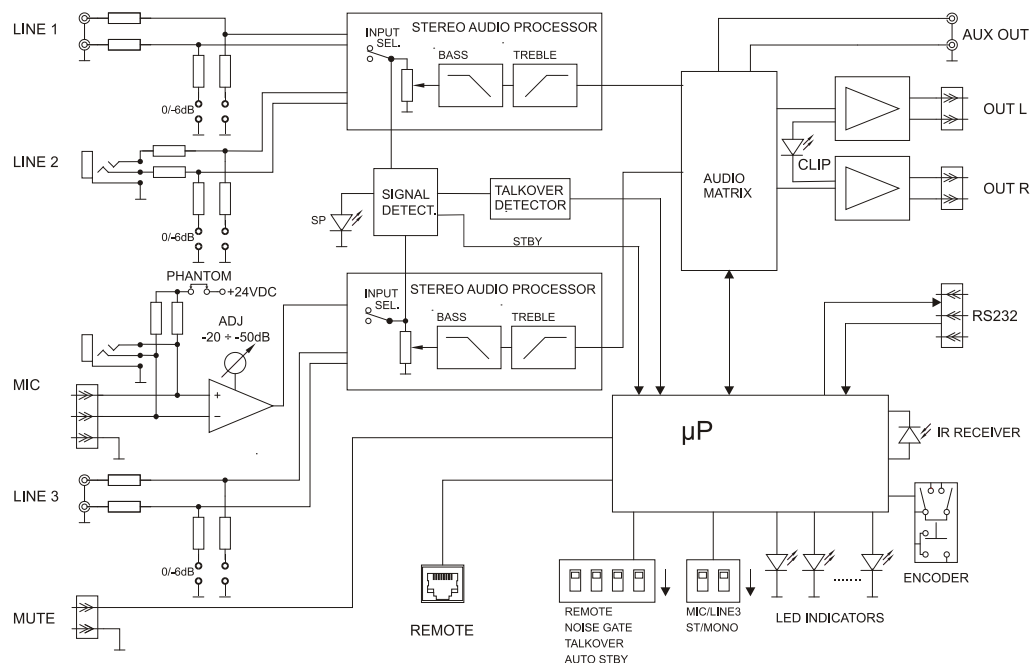 LINE 1
STEREO AUDIO PROCESSOR
INPUT
SEL.
BASS
TREBLE
AUX OUT
0/-6dB
OUT L
CLIP
LINE 2
AUDIO
MATRIX
OUT R
SIGNAL
DETECT.
TALKOVER
DETECTOR
SP
0/-6dB
STBY
PHANTOM
+24VDC
STEREO AUDIO PROCESSOR
INPUT
SEL.
BASS
TREBLE
RS232
ADJ
-20 ÷ -50dB
MIC
+
−
µP
IR RECEIVER
LINE 3
0/-6dB
ENCODER
MUTE
REMOTE
REMOTE
NOISE GATE
TALKOVER
AUTO STBY
MIC/LINE3
ST/MONO
LED INDICATORS